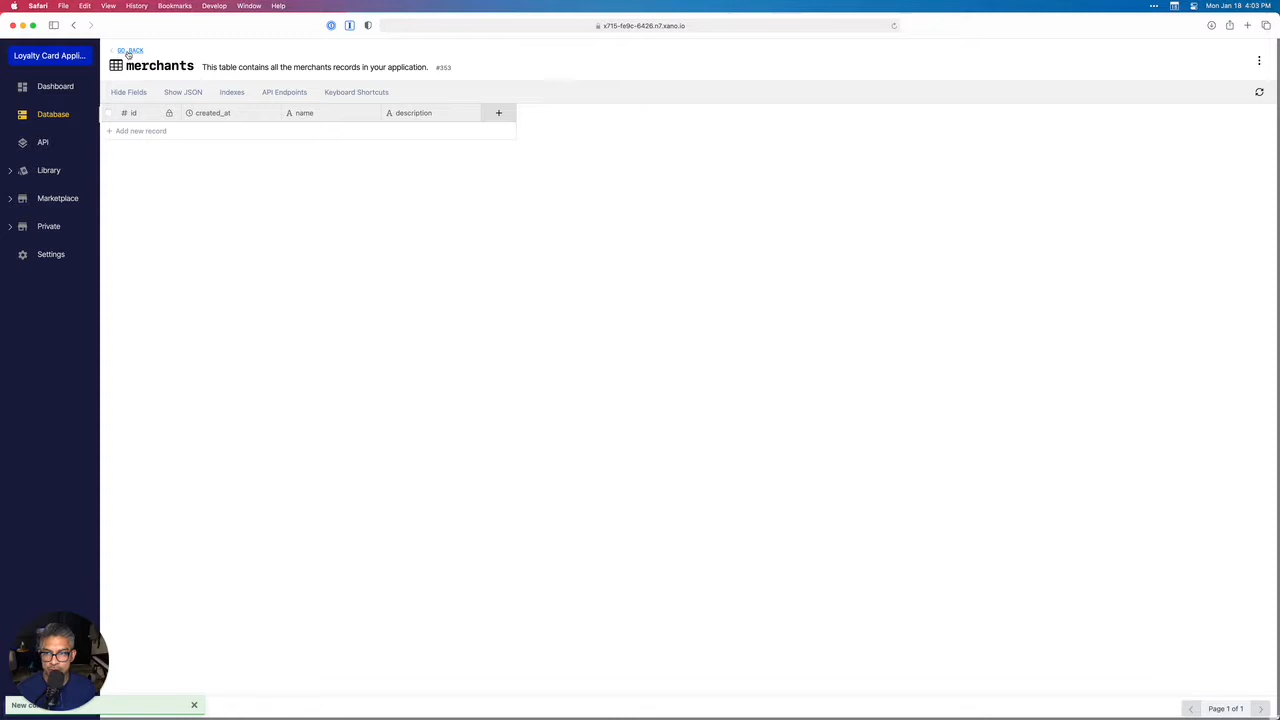 Safari File Edit View History Bookmarks Develop Window Help
Mon Jan 18 4:03 PM
x715-fe9c-6426.n7.xano.io
Loyalty Card Appli...
GO BACK
merchants This table contains all the merchants records in your application. #353
Hide Fields Show JSON Indexes API Endpoints Keyboard Shortcuts
# id created_at A name A description +
+ Add new record
Dashboard
Database
API
Library
Marketplace
Private
Settings
New
Page 1 of 1